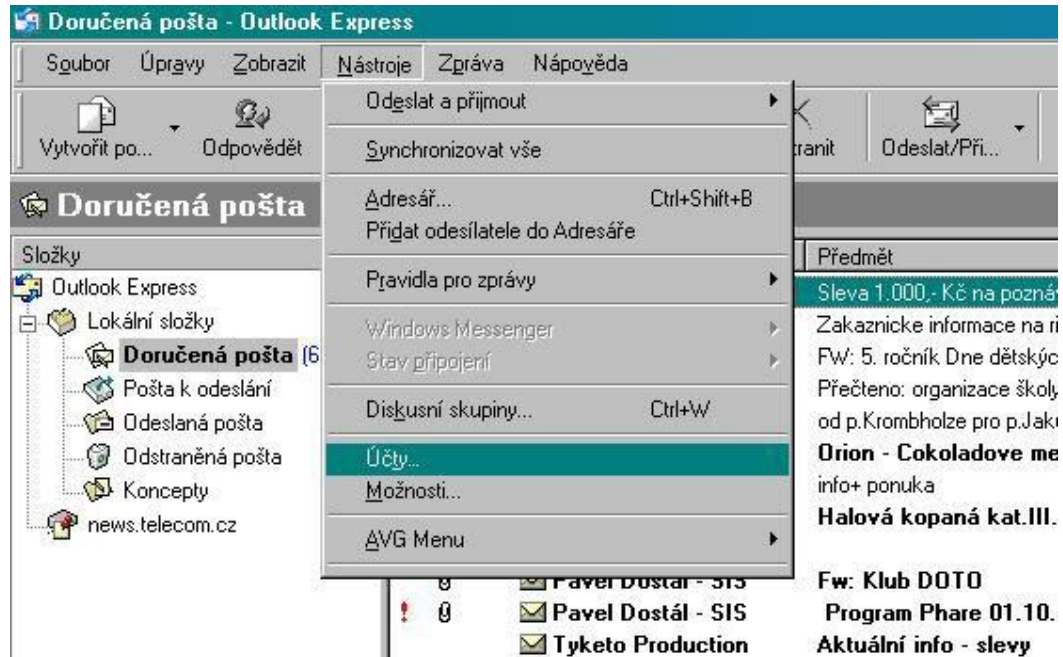 Doručená pošta - Outlook Express
Soubor Úpravy Zobrazit Nástroje Zpráva Nápověda
Vytvořit po... Odpovědět Odeslat/Při...
Odeslat a přijmout
Synchronizovat vše
Adresář... Ctrl+Shift+B
Přidat odesílatele do Adresáře
Pravidla pro zprávy
Windows Messenger
Stav připojení
Diskusní skupiny... Ctrl+W
Účty...
Možnosti...
AVG Menu
Doručená pošta
Složky
Outlook Express
Lokální složky
Doručená pošta (6
Pošta k odeslání
Odeslaná pošta
Odstraněná pošta
Koncepty
news.telecom.cz
Předmět
Sleva 1.000,- Kč na
Zakaznicke informace na
FW: 5. ročník Dne
Přečteno: organizace školy
od p.Krombholze pro
Orion - Cokoladove
info+ ponuka
Halová kopaná kat.III.
Pavel Dostál - SIS Fw: Klub DOTO
! Pavel Dostál - SIS Program Phare 01.10.
Tyketo Production Aktuální info - slevy